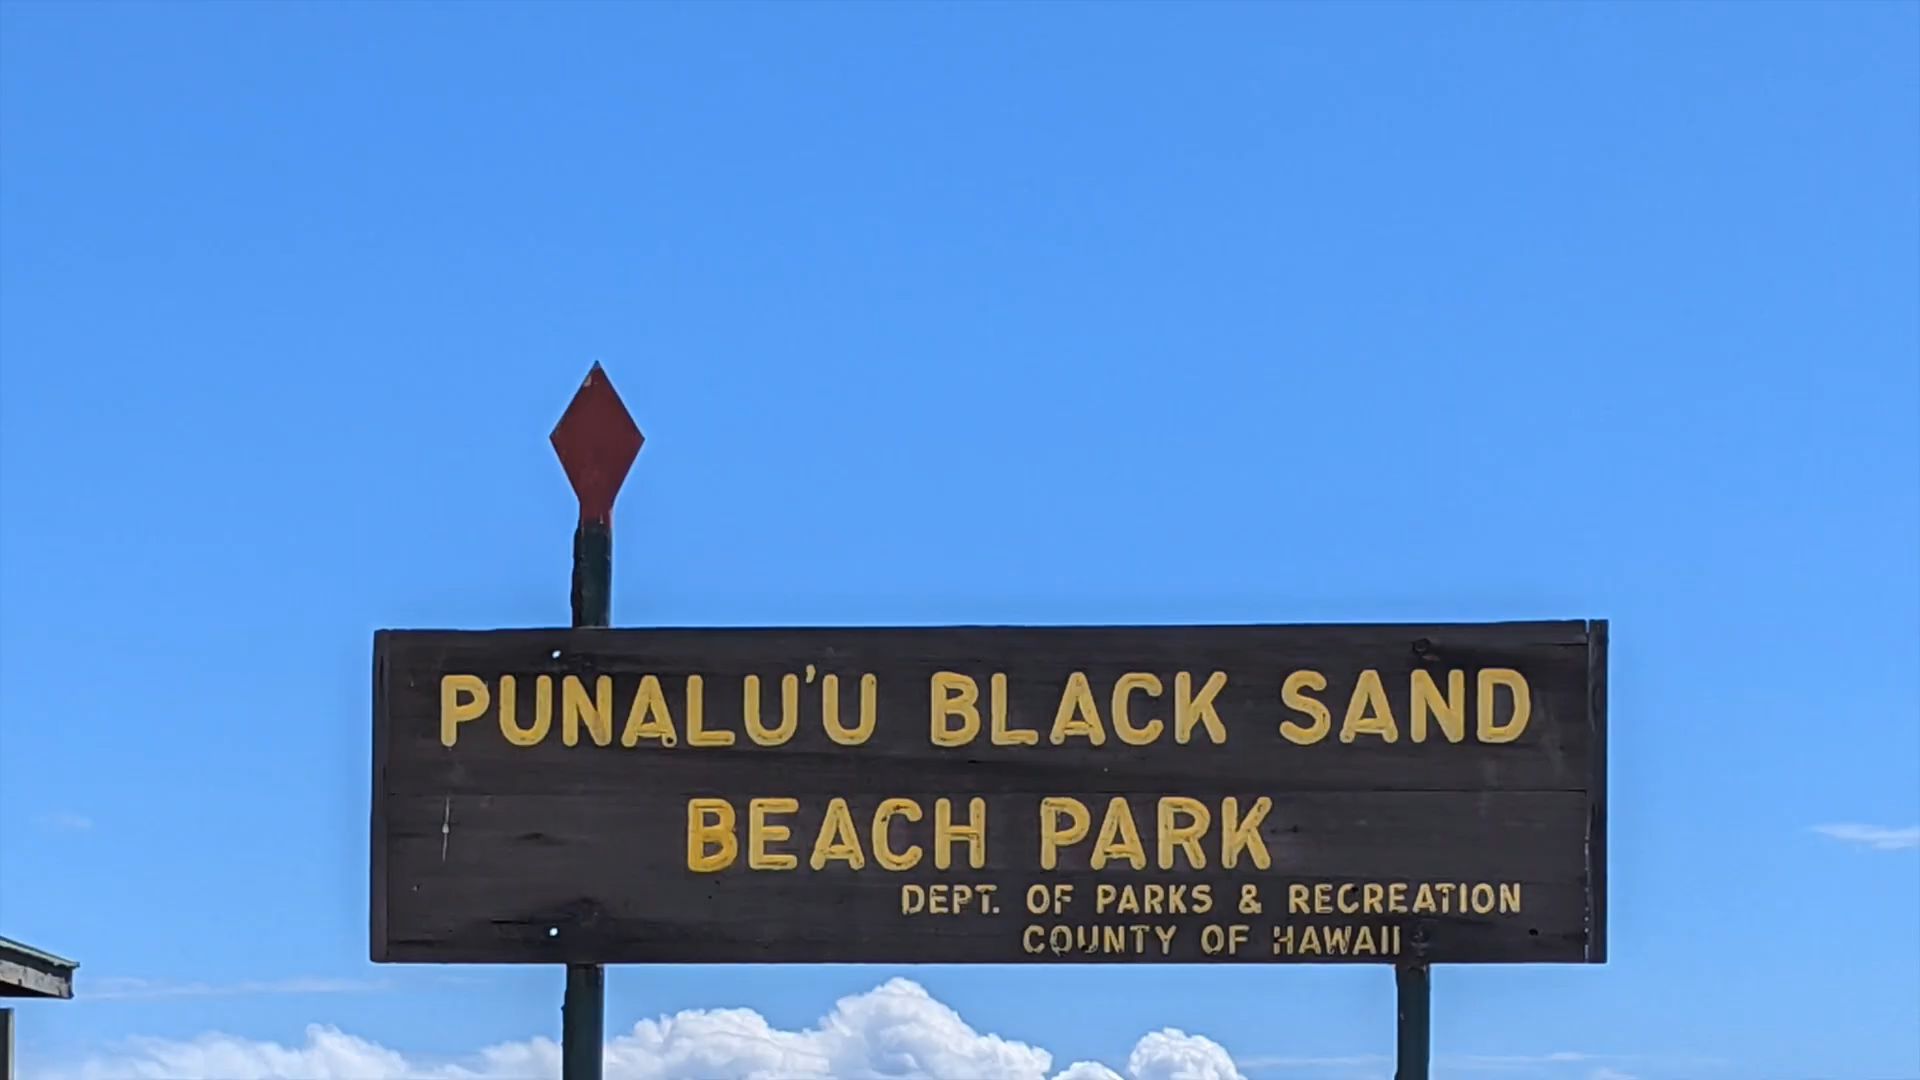 PUNALU'U BLACK SAND
BEACH PARK
DEPT. OF PARKS & RECREATION
COUNTY OF HAWAII